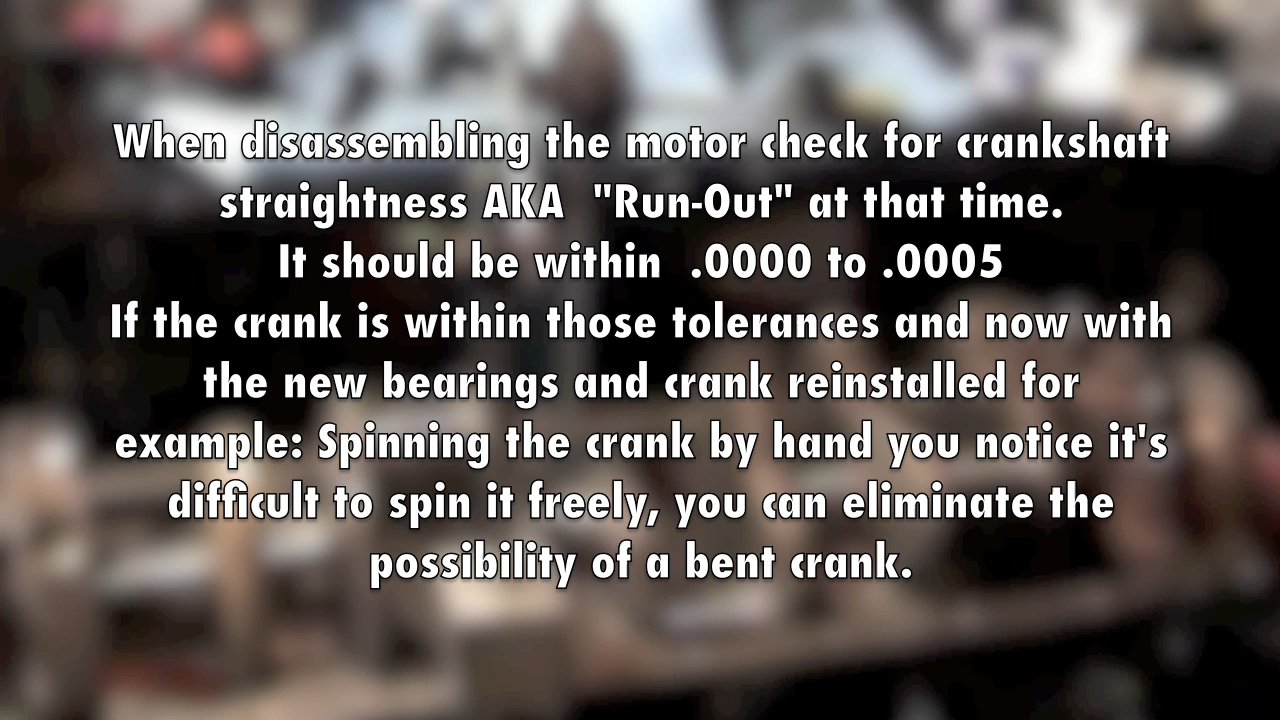 When disassembling the motor check for crankshaft
straightness AKA  "Run-Out" at that time.
It should be within  .0000 to .0005
If the crank is within those tolerances and now with
the new bearings and crank reinstalled for
example: Spinning the crank by hand you notice it's
difficult to spin it freely, you can eliminate the
possibility of a bent crank.